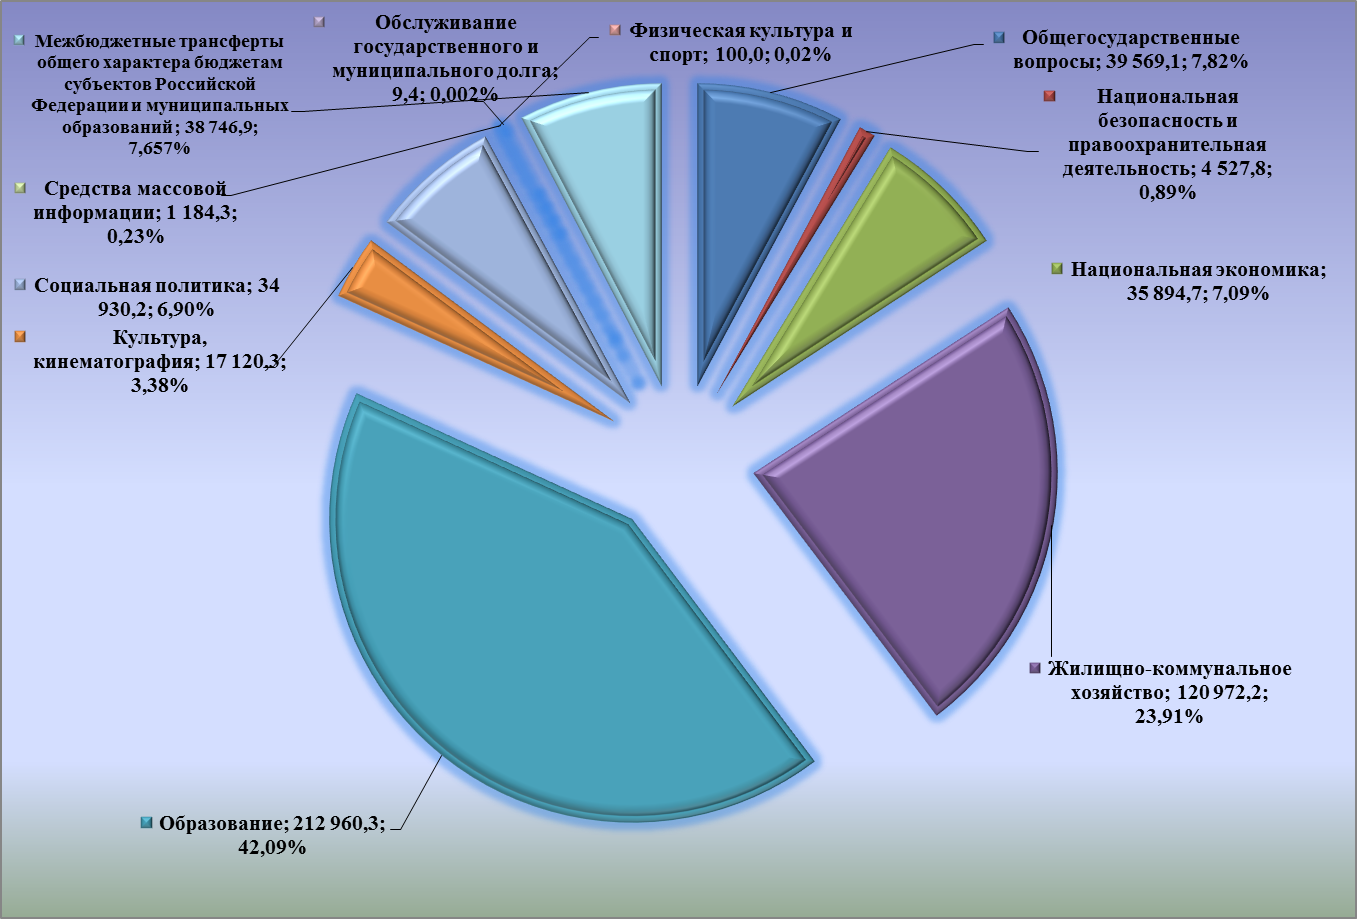 Межбюджетные трансферты
общего характера бюджетам
субъектов Российской
Федерации и муниципальных
образований; 38 746,9;
7,657%
Обслуживание
государственного и
муниципального долга;
9,4; 0,002%
Физическая культура и
спорт; 100,0; 0,02%
Общегосударственные
вопросы; 39 569,1; 7,82%
Национальная
безопасность и
правоохранительная
деятельность; 4 527,8;
0,89%
Средства массовой
информации; 1 184,3;
0,23%
Национальная экономика;
35 894,7; 7,09%
Социальная политика; 34
930,2; 6,90%
Культура,
кинематография; 17 120,3;
3,38%
Жилищно-коммунальное
хозяйство; 120 972,2;
23,91%
Образование; 212 960,3;
42,09%